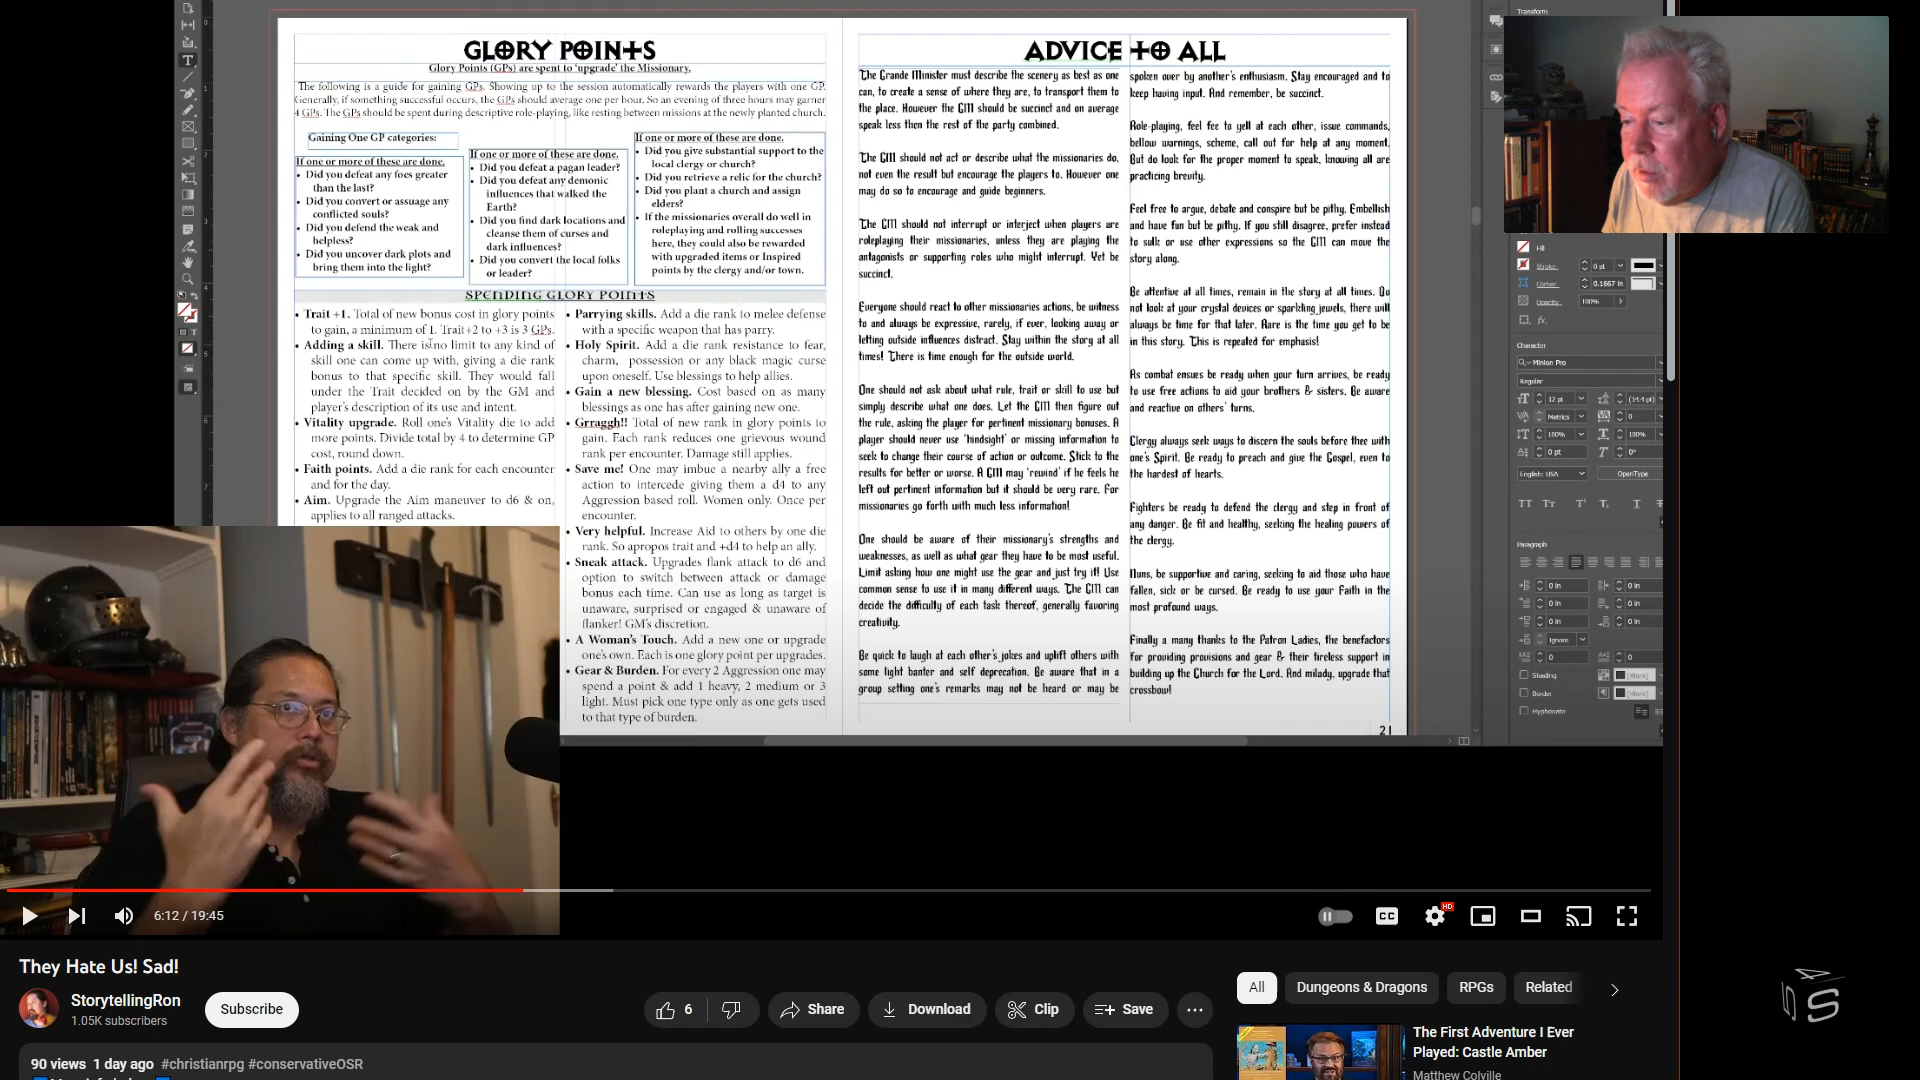 GLORY POINTS
Glory Points (GPs) are spent to 'upgrade' the Missionary.
The following is a guide for gaining GPs. Showing up to the session automatically rewards the players with one GP.
Generally, if something successful occurs, the GPs should average one per hour. So an evening of three hours may garner
4 GPs. The GPs should be spent during descriptive role-playing, like resting between missions at the newly planted church.
Gaining One GP categories:
If one or more of these are done.
• Did you defeat any foes greater
than the last?
• Did you convert or assuage any
conflicted souls?
• Did you defend the weak and
helpless?
• Did you uncover dark plots and
bring them into the light?
If one or more of these are done.
• Did you defeat a pagan leader?
• Did you defeat any demonic
influences that walked the
Earth?
• Did you find dark locations and
cleanse them of curses and
dark influences?
• Did you convert the local folks
or leader?
If one or more of these are done.
• Did you give substantial support to the
local clergy or church?
• Did you retrieve a relic for the church?
• Did you plant a church and assign
elders?
• If the missionaries overall do well in
roleplaying and rolling successes
here, they could also be rewarded
with upgraded items or Inspired
points by the clergy and/or town.
SPENDING GLORY POINTS
• Trait +1. Total of new bonus cost in glory points
to gain, a minimum of 1. Trait+2 to +3 is 3 GPs.
• Adding a skill. There is no limit to any kind of
skill one can come up with, giving a die rank
bonus to that specific skill. They would fall
under the Trait decided on by the GM and
player's description of its use and intent.
• Vitality upgrade. Roll one's Vitality die to add
more points. Divide total by 4 to determine GP
cost, round down.
• Faith points. Add a die rank for each encounter
and for the day.
• Aim. Upgrade the Aim maneuver to d6 & on,
applies to all ranged attacks.
• Parrying skills. Add a die rank to melee defense
with a specific weapon that has parry.
• Holy Spirit. Add a die rank resistance to fear,
charm, possession or any black magic curse
upon oneself. Use blessings to help allies.
• Gain a new blessing. Cost based on as many
blessings as one has after gaining new one.
• Grraggh!! Total of new rank in glory points to
gain. Each rank reduces one grievous wound
rank per encounter. Damage still applies.
• Save me! One may imbue a nearby ally a free
action to intercede giving them a d4 to any
Aggression based roll. Women only. Once per
encounter.
• Very helpful. Increase Aid to others by one die
rank. So apropos trait and +d4 to help an ally.
• Sneak attack. Upgrades flank attack to d6 and
option to switch between attack or damage
bonus each time. Can use as long as target is
unaware, surprised or engaged & unaware of
flanker! GM's discretion.
• A Woman's Touch. Add a new one or upgrade
one's own. Each is one glory point per upgrades.
• Gear & Burden. For every 2 Aggression one may
spend a point & add 1 heavy, 2 medium or 3
light. Must pick one type only as one gets used
to that type of burden.
ADVICE TO ALL
The Grande Minister must describe the scenery as best as one
can, to create a sense of where they are, to transport them to
the place. However the GM should be succinct and on average
speak less then the rest of the party combined.
The GM should not act or describe what the missionaries do,
not even the result but encourage the players to. However one
may do so to encourage and guide beginners.
The GM should not interrupt or interject when players are
roleplaying their missionaries, unless they are playing the
antagonists or supporting roles who might interrupt. Yet be
succinct.
Everyone should react to other missionaries actions, be witness
to and always be expressive, rarely, if ever, looking away or
letting outside influences distract. Stay within the story at all
times! There is time enough for the outside world.
One should not ask about what rule, trait or skill to use but
simply describe what one does. Let the GM then figure out
the rule, asking the player for pertinent missionary bonuses. A
player should never use 'hindsight' or missing information to
seek to change their course of action or outcome. Stick to the
results for better or worse. A GM may 'rewind' if he feels he
left out pertinent information but it should be very rare. For
missionaries go forth with much less information!
One should be aware of their missionary's strengths and
weaknesses, as well as what gear they have to be most useful.
Limit asking how one might use the gear and just try it! Use
common sense to use it in many different ways. The GM can
decide the difficulty of each task thereof, generally favoring
creativity.
Be quick to laugh at each other's jokes and uplift others with
some light banter and self deprecation. Be aware that in a
group setting one's remarks may not be heard or may be
spoken over by another's enthusiasm. Stay encouraged and to
keep having input. And remember, be succinct.
Role-playing, feel fee to yell at each other, issue commands,
bellow warnings, scheme, call out for help at any moment.
But do look for the proper moment to speak, knowing all are
practicing brevity.
Feel free to argue, debate and conspire but be pithy. Embellish
and have fun but be pithy. If you still disagree, prefer instead
to sulk or use other expressions so the GM can move the
story along.
Be attentive at all times, remain in the story at all times. Do
not look at your crystal devices or sparkling jewels, there will
always be time for that later. Rare is the time you get to be
in this story. This is repeated for emphasis!
As combat ensues be ready when your turn arrives, be ready
to use free actions to aid your brothers & sisters. Be aware
and reactive on others' turns.
Clergy always seek ways to discern the souls before thee with
one's Spirit. Be ready to preach and give the Gospel, even to
the hardest of hearts.
Fighters be ready to defend the clergy and step in front of
any danger. Be fit and healthy, seeking the healing powers of
the clergy.
Nuns, be supportive and caring, seeking to aid those who have
fallen, sick or be cursed. Be ready to use your Faith in the
most profound ways.
Finally a many thanks to the Patron Ladies, the benefactors
for providing provisions and gear & their tireless support in
building up the Church for the Lord. And milady, upgrade that
crossbow!
21
Transform
Fill
Stroke: 0 pt
Corner: 0.1667 in
Opacity: 100%
fx.
Character
Minion Pro
Regular
12 pt (14.4 pt)
Metrics 0
100% 100%
0 pt 0°
English: USA OpenType
Paragraph
0 in 0 in
0 in 0 in
0 in 0 in
Ignore
0 0
Shading [Black]
Border [Black]
Hyphenate
6:12 / 19:45
CC
HD
They Hate Us! Sad!
StorytellingRon
1.05K subscribers
Subscribe
6
Share
Download
Clip
Save
All
Dungeons & Dragons
RPGs
Related
90 views 1 day ago #christianrpg #conservativeOSR
The First Adventure I Ever
Played: Castle Amber
Matthew Colville